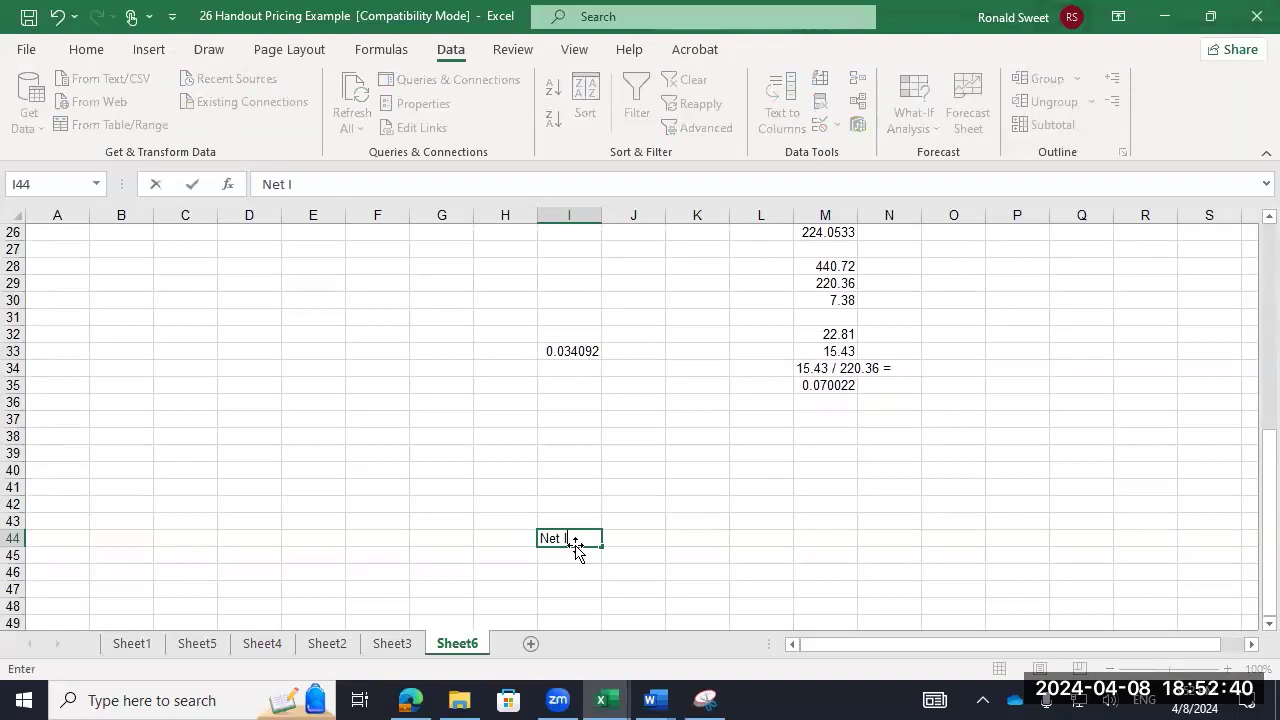 26 Handout Pricing Example [Compatibility Mode] - Excel
Search
Ronald Sweet
RS
File Home Insert Draw Page Layout Formulas Data Review View Help Acrobat
Share
Get Data
From Text/CSV
From Web
From Table/Range
Recent Sources
Existing Connections
Get & Transform Data
Refresh All
Queries & Connections
Properties
Edit Links
Queries & Connections
Sort
Filter
Clear
Reapply
Advanced
Sort & Filter
Text to Columns
Data Tools
What-If Analysis
Forecast Sheet
Forecast
Group
Ungroup
Subtotal
Outline
I44
fx
Net I
A B C D E F G H I J K L M N O P Q R S
26 224.0533
27
28 440.72
29 220.36
30 7.38
31
32 22.81
33 0.034092 15.43
34 15.43 / 220.36 =
35 0.070022
36
37
38
39
40
41
42
43
44 Net I
45
46
47
48
49
Sheet1 Sheet5 Sheet4 Sheet2 Sheet3 Sheet6
Enter
100%
Type here to search
zm
ENG
2024-04-08 18:52:40
4/8/2024